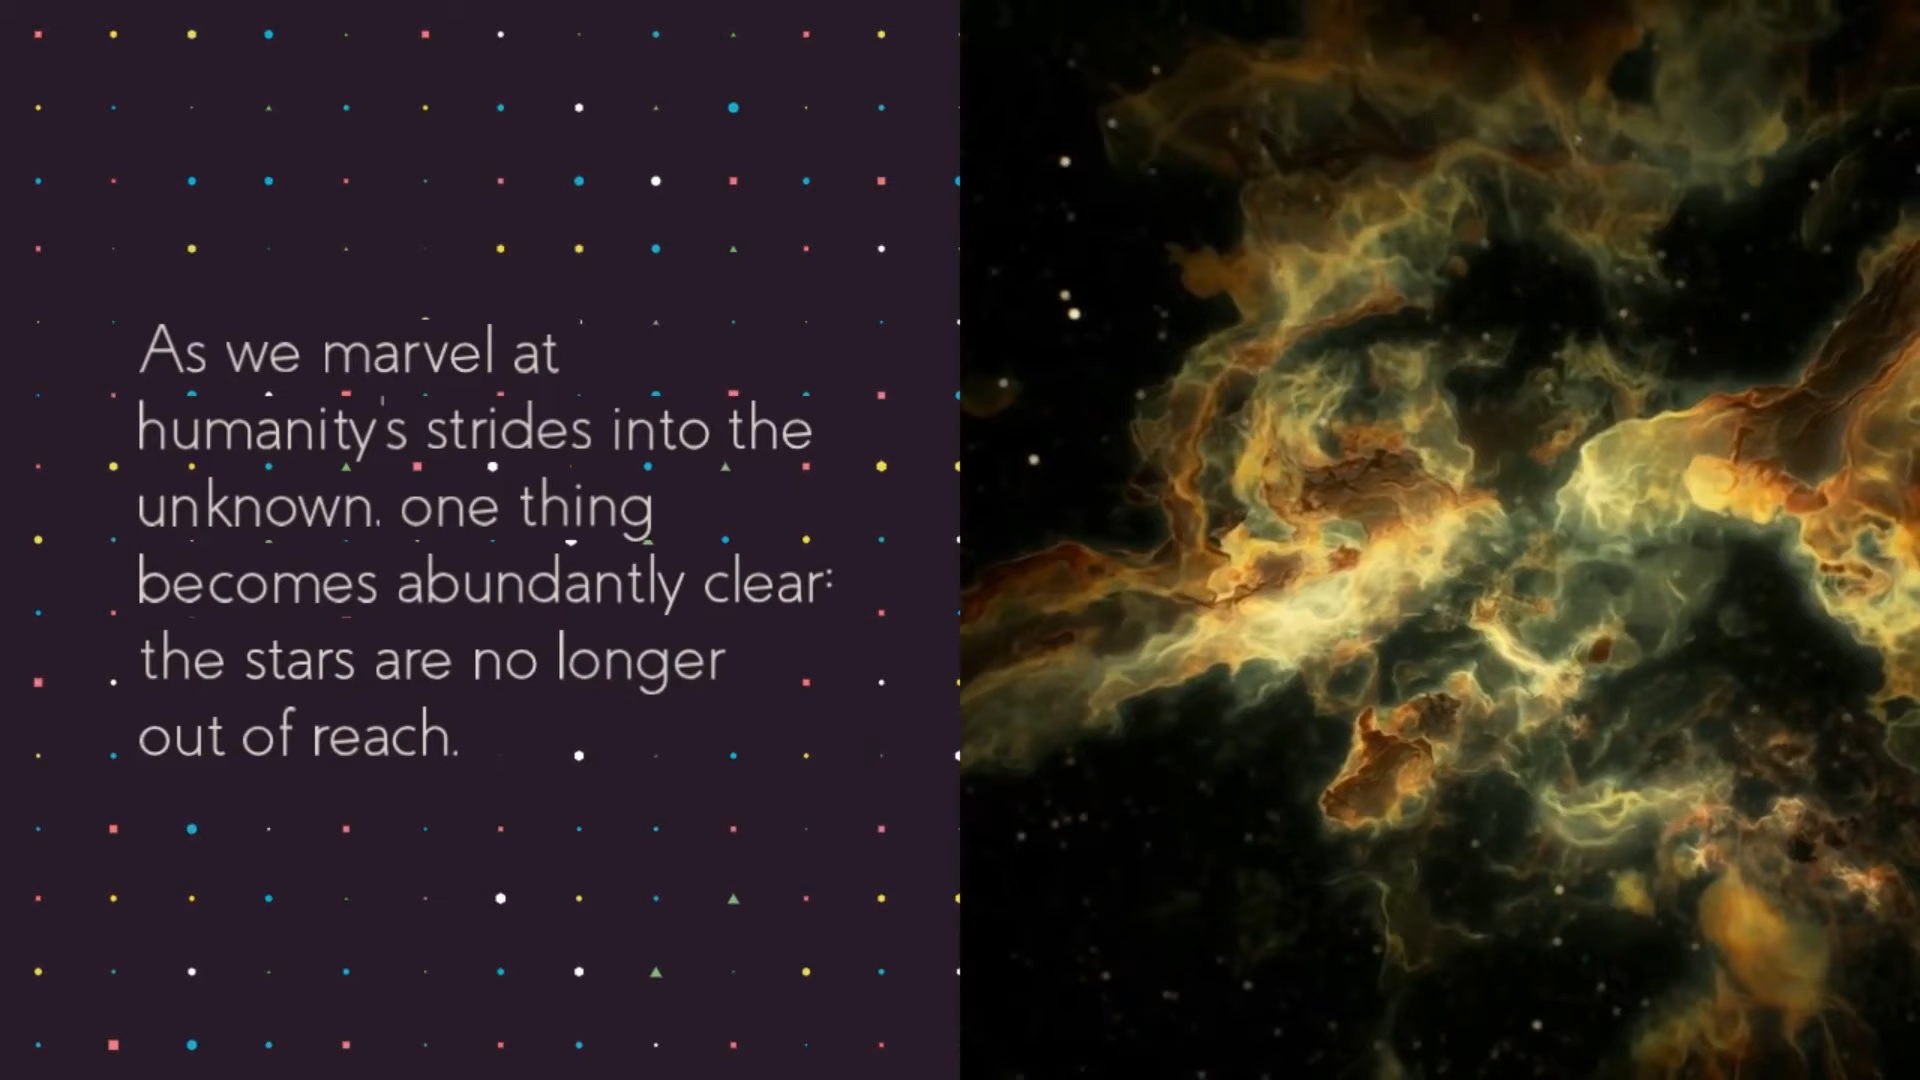 As we marvel at
humanity's strides into the
unknown, one thing
becomes abundantly clear:
the stars are no longer
out of reach.